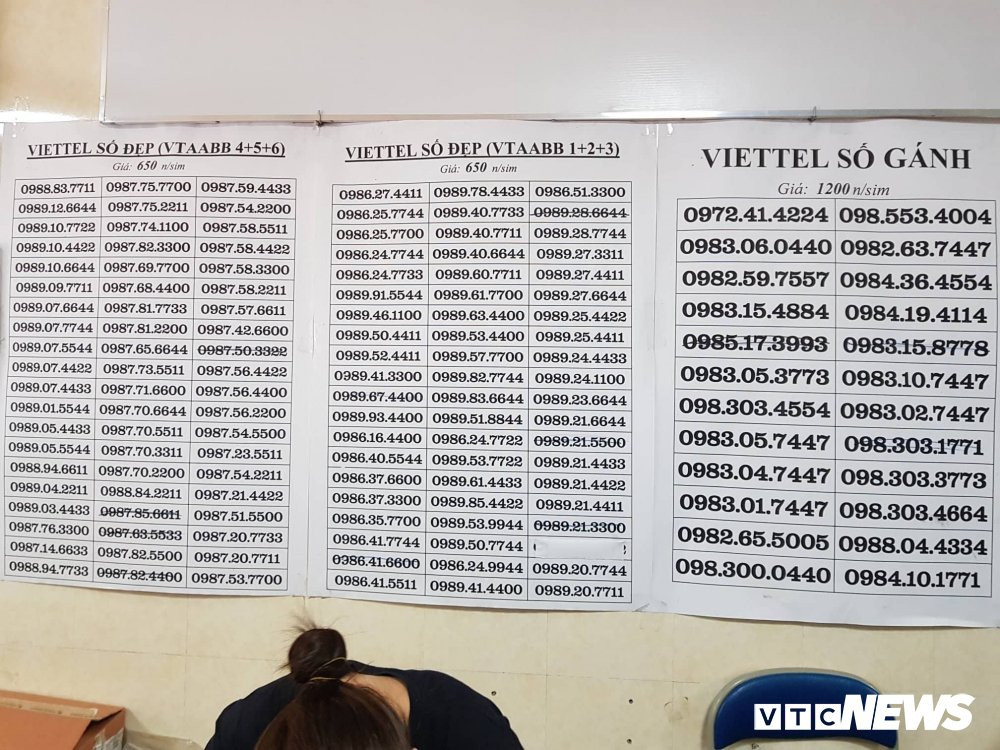 VIETTEL SỐ ĐẸP (VTAABB 4+5+6)
Giá: 650 n/sim
0988.83.7711 0987.75.7700 0987.59.4433
0989.12.6644 0987.75.2211 0987.54.2200
0989.10.7722 0987.74.1100 0987.58.5511
0989.10.4422 0987.82.3300 0987.58.4422
0989.10.6644 0987.69.7700 0987.58.3300
0989.09.7711 0987.68.4400 0987.58.2211
0989.07.6644 0987.81.7733 0987.57.6611
0989.07.7744 0987.81.2200 0987.42.6600
0989.07.5544 0987.65.6644 0987.50.3322
0989.07.4422 0987.73.5511 0987.56.4422
0989.07.4433 0987.71.6600 0987.56.4400
0989.01.5544 0987.70.6644 0987.56.2200
0989.05.4433 0987.70.5511 0987.54.5500
0989.05.5544 0987.70.3311 0987.23.5511
0988.94.6611 0987.70.2200 0987.54.2211
0989.04.2211 0988.84.2211 0987.21.4422
0989.03.4433 0987.85.6611 0987.51.5500
0987.76.3300 0987.63.5533 0987.20.7733
0987.14.6633 0987.82.5500 0987.20.7711
0988.94.7733 0987.82.4400 0987.53.7700
VIETTEL SỐ ĐẸP (VTAABB 1+2+3)
Giá: 650 n/sim
0986.27.4411 0989.78.4433 0986.51.3300
0986.25.7744 0989.40.7733 0989.28.6644
0986.25.7700 0989.40.7711 0989.28.7744
0986.24.7744 0989.40.6644 0989.27.3311
0986.24.7733 0989.60.7711 0989.27.4411
0989.91.5544 0989.61.7700 0989.27.6644
0989.46.1100 0989.63.4400 0989.25.4422
0989.50.4411 0989.53.4400 0989.25.4411
0989.52.4411 0989.57.7700 0989.24.4433
0989.41.3300 0989.82.7744 0989.24.1100
0989.67.4400 0989.83.6644 0989.23.6644
0989.93.4400 0989.51.8844 0989.21.6644
0986.16.4400 0986.24.7722 0989.21.5500
0986.40.5544 0989.53.7722 0989.21.4433
0986.37.6600 0989.61.4433 0989.21.4422
0986.37.3300 0989.85.4422 0989.21.4411
0986.35.7700 0989.53.9944 0989.21.3300
0986.41.7744 0989.50.7744
0986.41.6600 0986.24.9944 0989.20.7744
0986.41.5511 0989.41.4400 0989.20.7711
VIETTEL SỐ GÁNH
Giá: 1200 n/sim
0972.41.4224 098.553.4004
0983.06.0440 0982.63.7447
0982.59.7557 0984.36.4554
0983.15.4884 0984.19.4114
0985.17.3993 0983.15.8778
0983.05.3773 0983.10.7447
098.303.4554 0983.02.7447
0983.05.7447 098.303.1771
0983.04.7447 098.303.3773
0983.01.7447 098.303.4664
0982.65.5005 0988.04.4334
098.300.0440 0984.10.1771
VTC NEWS